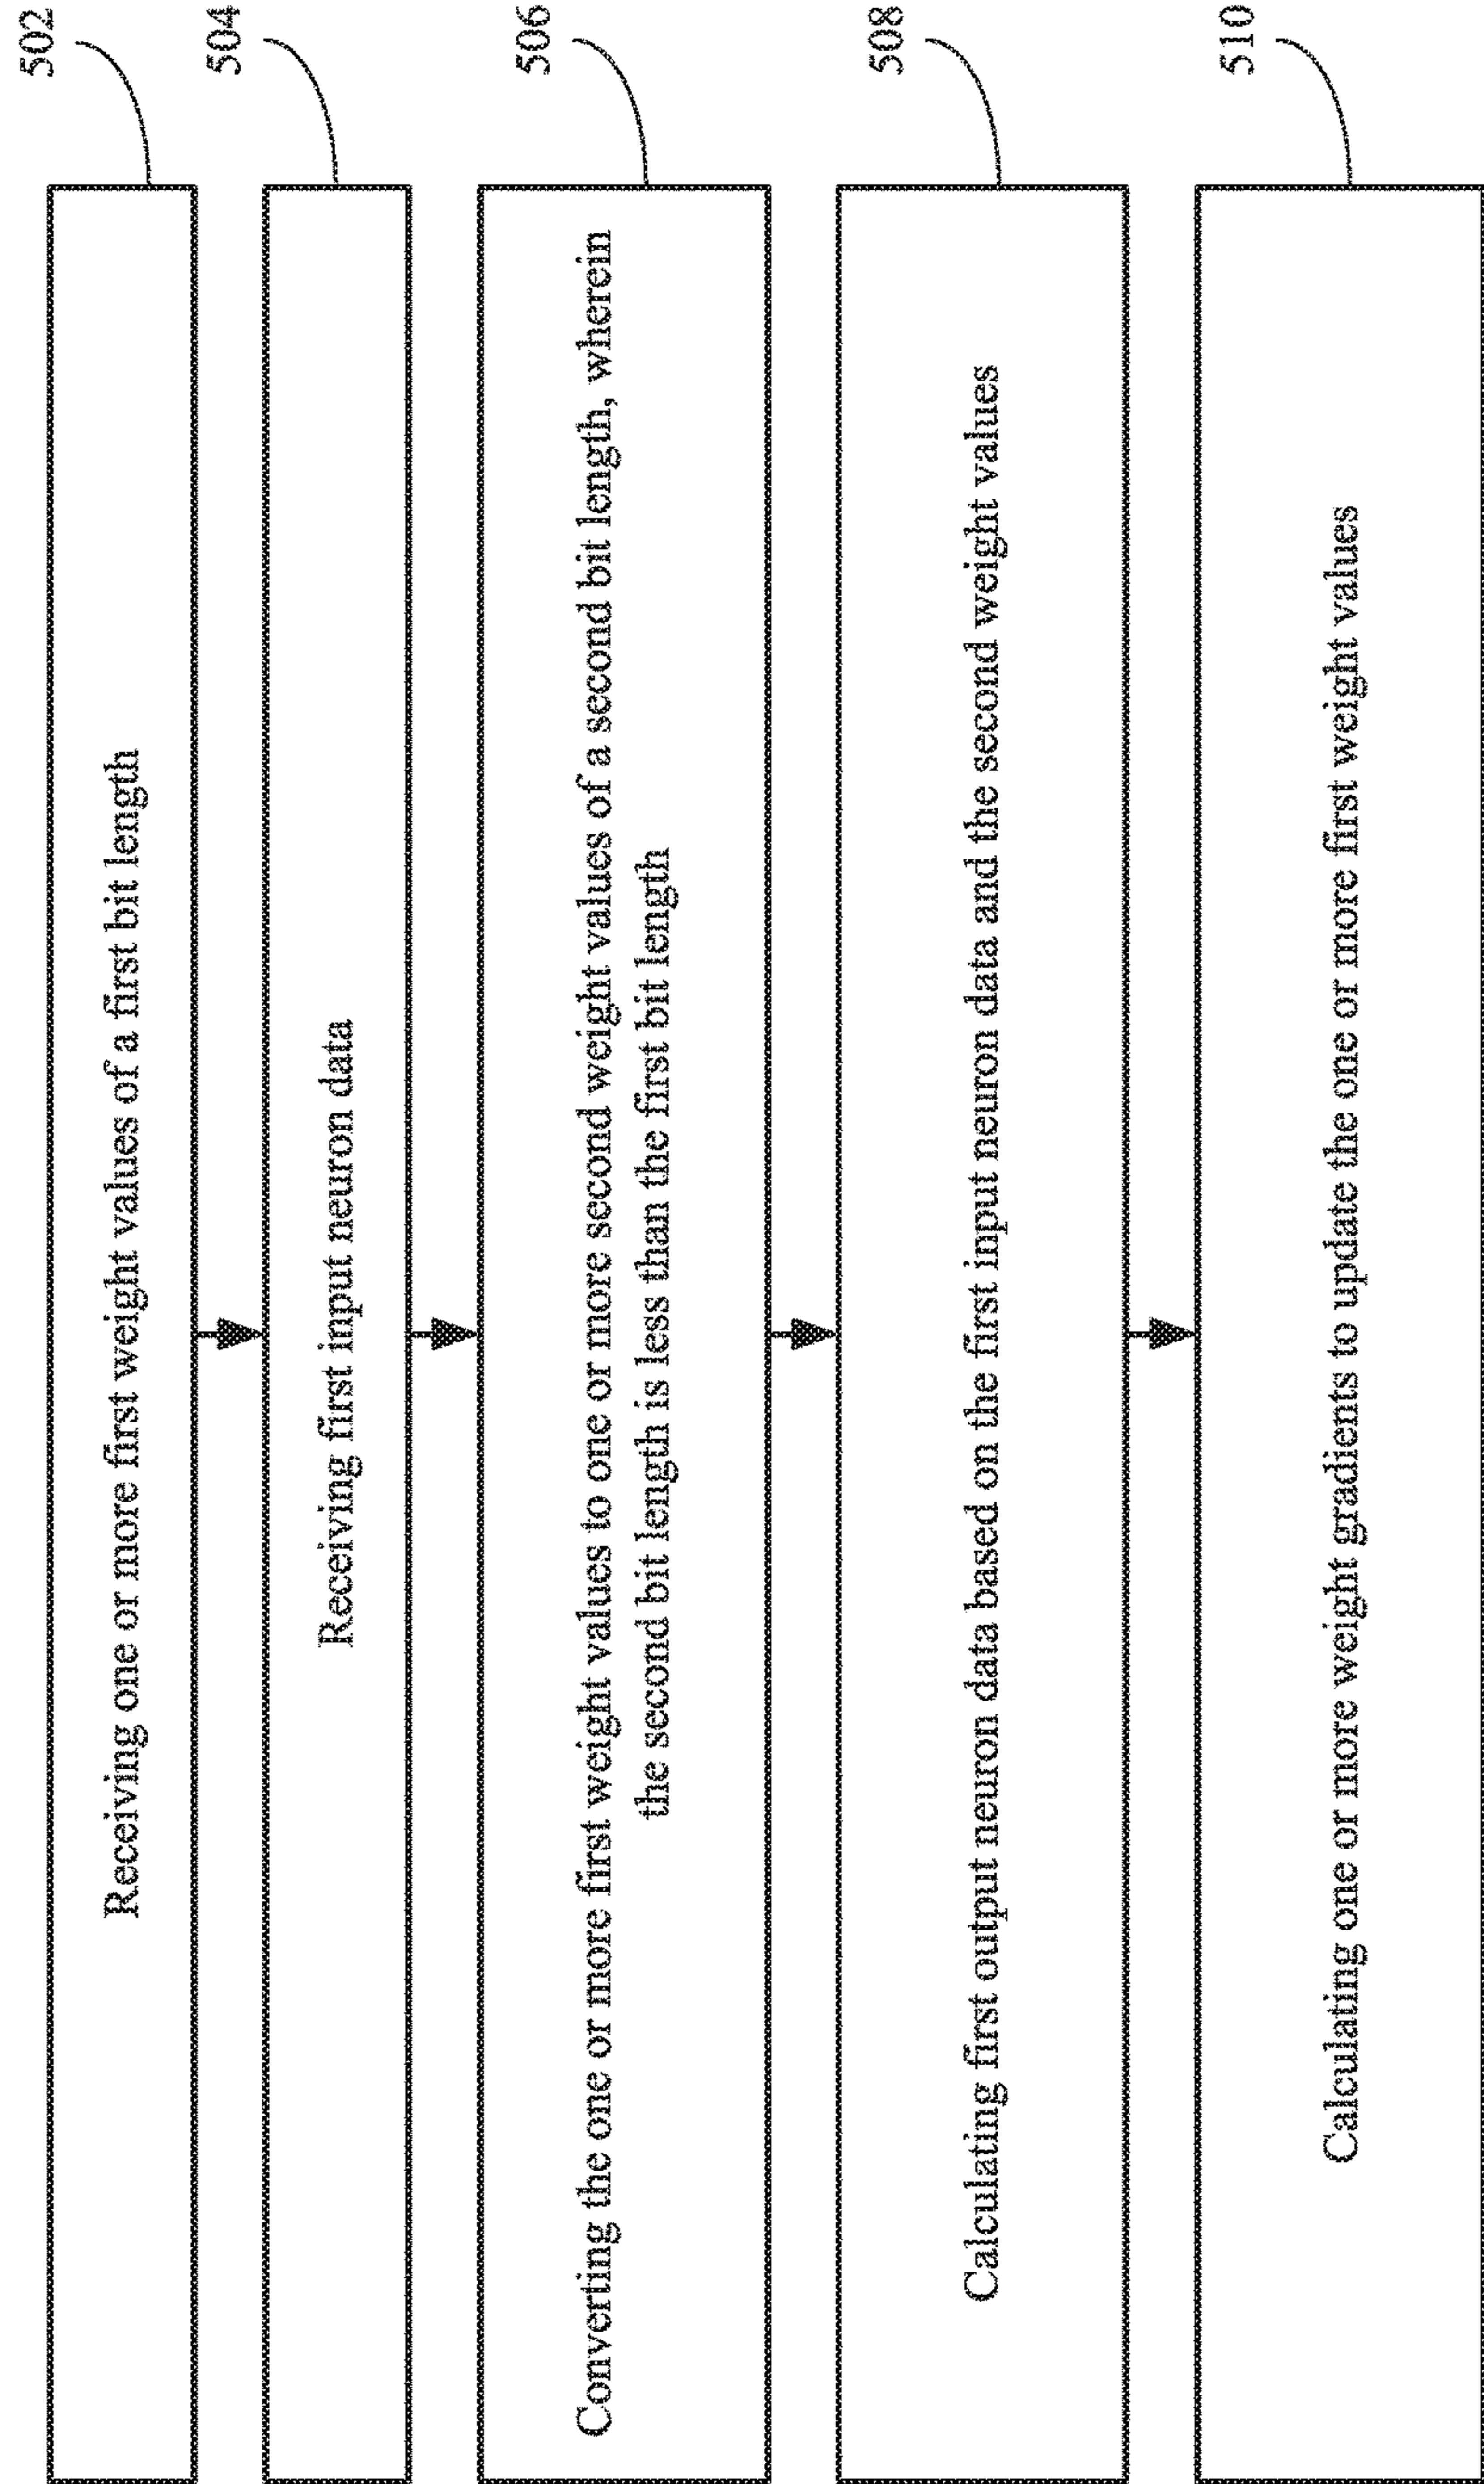 Receiving one or more first weight values of a first bit length
502
Receiving first input neuron data
504
Converting the one or more first weight values to one or more second weight values of a second bit length, wherein
the second bit length is less than the first bit length
506
Calculating first output neuron data based on the first input neuron data and the second weight values
508
Calculating one or more weight gradients to update the one or more first weight values
510